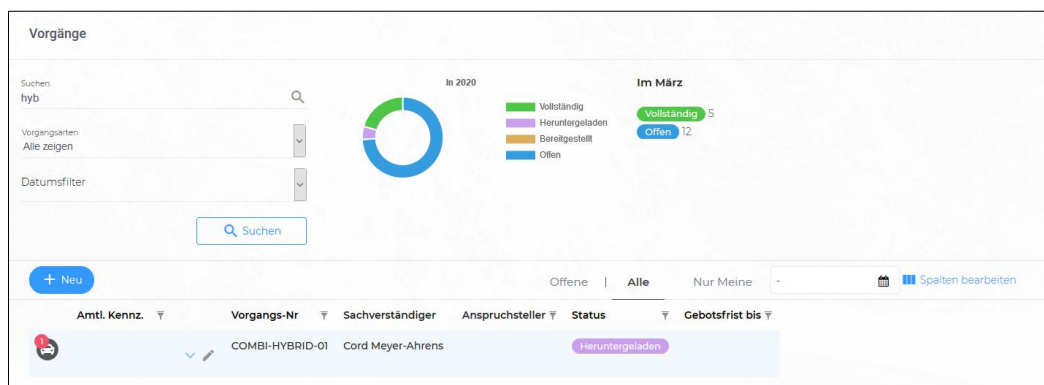 Vorgänge
Suchen
hyb
Vorgangsarten
Alle zeigen
Datumsfilter
Suchen
In 2020
Vollständig
Heruntergeladen
Bereitgestellt
Offen
Im März
Vollständig 5
Offen 12
+ Neu
Offene | Alle Nur Meine - Spalten bearbeiten
Amtl. Kennz. Vorgangs-Nr Sachverständiger Anspruchsteller Status Gebotsfrist bis
1 COMBI-HYBRID-01 Cord Meyer-Ahrens Heruntergeladen